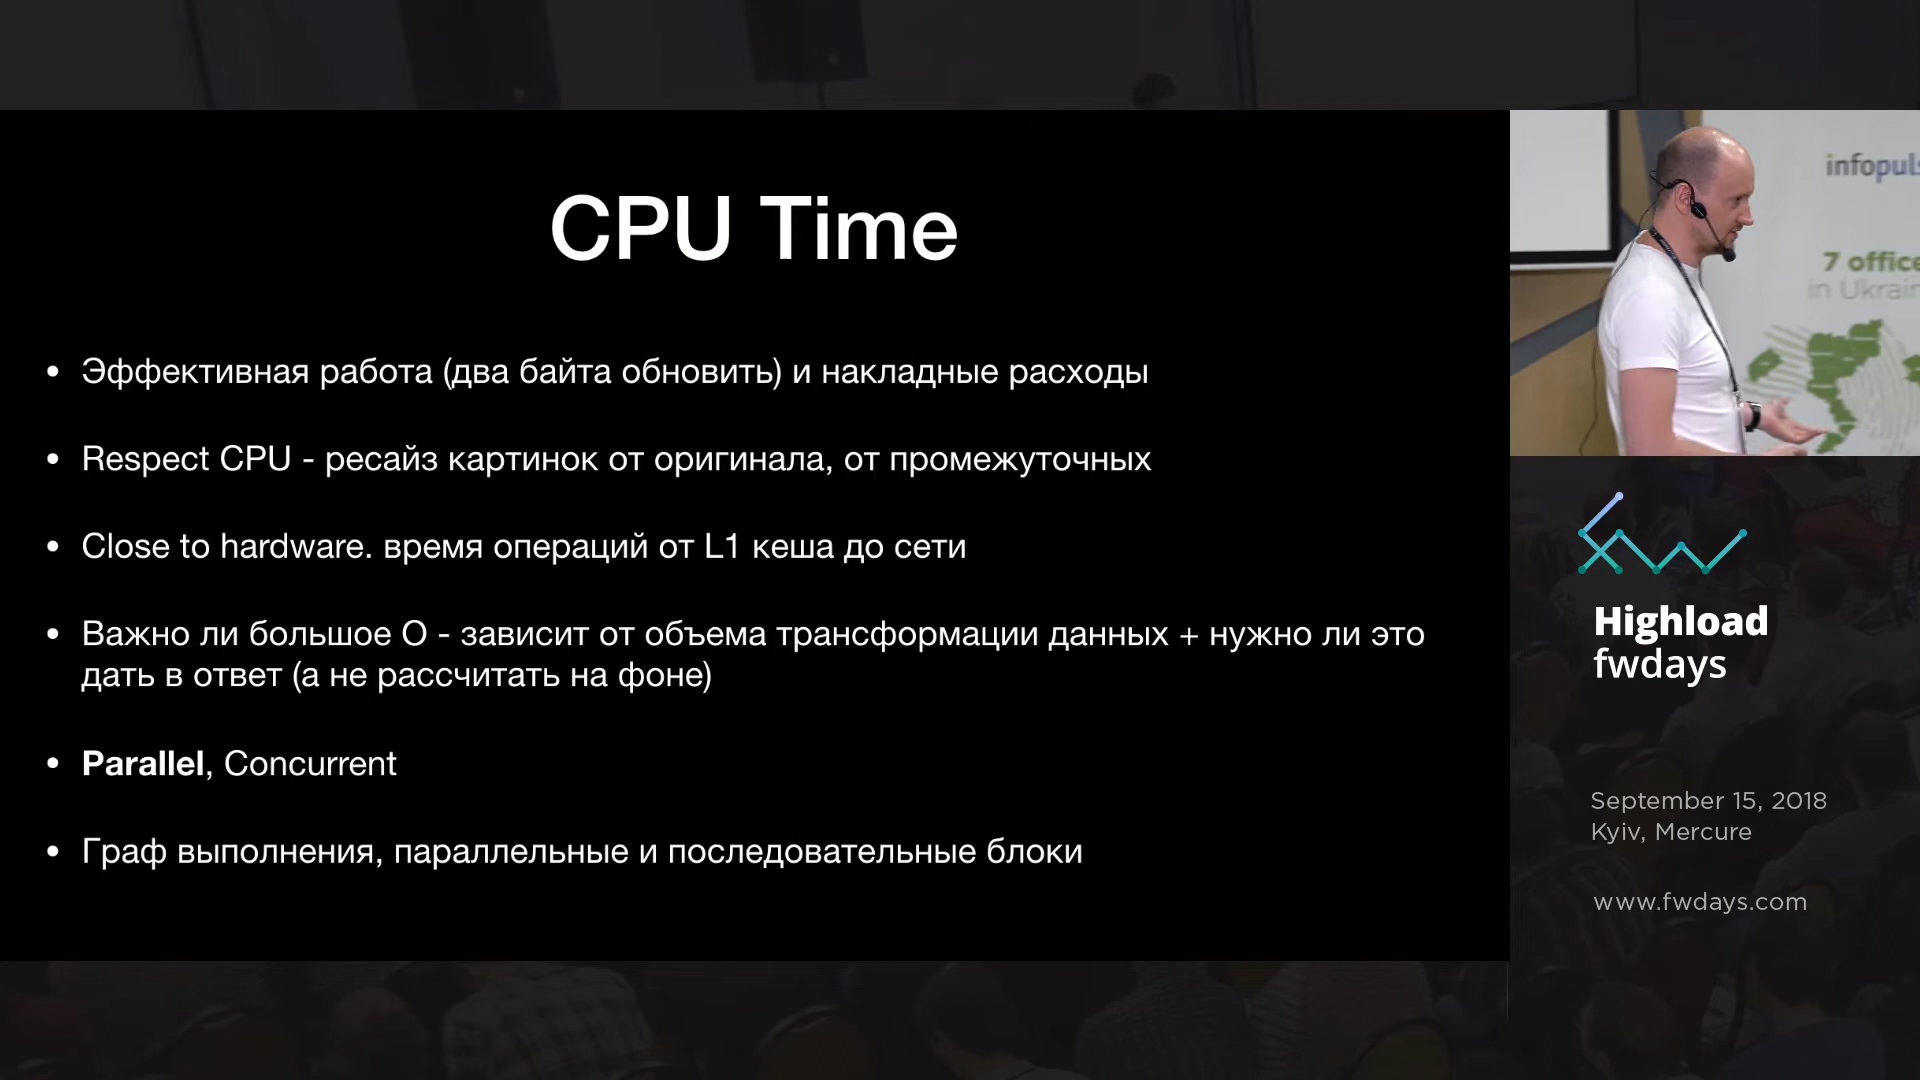 CPU Time
• Эффективная работа (два байта обновить) и накладные расходы
• Respect CPU - ресайз картинок от оригинала, от промежуточных
• Close to hardware. время операций от L1 кеша до сети
• Важно ли большое О - зависит от объема трансформации данных + нужно ли это
дать в ответ (а не рассчитать на фоне)
• Parallel, Concurrent
• Граф выполнения, параллельные и последовательные блоки
infopuls
7 office
in Ukrain
Highload
fwdays
September 15, 2018
Kyiv, Mercure
www.fwdays.com